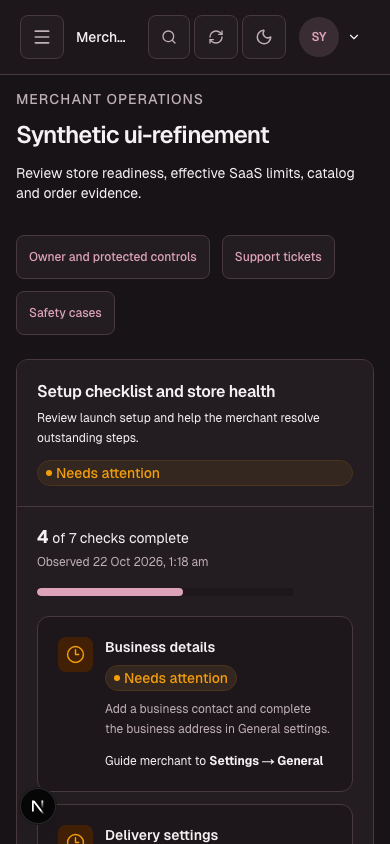 Merch...
SY
MERCHANT OPERATIONS
Synthetic ui-refinement
Review store readiness, effective SaaS limits, catalog
and order evidence.
Owner and protected controls
Support tickets
Safety cases
Setup checklist and store health
Review launch setup and help the merchant resolve
outstanding steps.
Needs attention
4 of 7 checks complete
Observed 22 Oct 2026, 1:18 am
Business details
Needs attention
Add a business contact and complete
the business address in General settings.
Guide merchant to Settings → General
N
Delivery settings